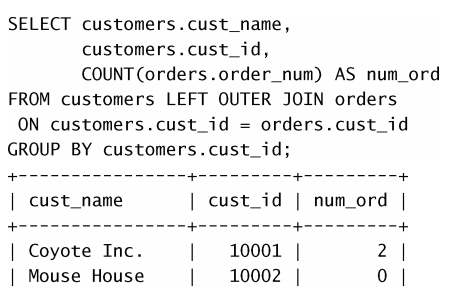 SELECT customers.cust_name,
       customers.cust_id,
       COUNT(orders.order_num) AS num_ord
FROM customers LEFT OUTER JOIN orders
 ON customers.cust_id = orders.cust_id
GROUP BY customers.cust_id;
+----------------+---------+---------+
| cust_name      | cust_id | num_ord |
+----------------+---------+---------+
| Coyote Inc.    |   10001 |       2 |
| Mouse House    |   10002 |       0 |